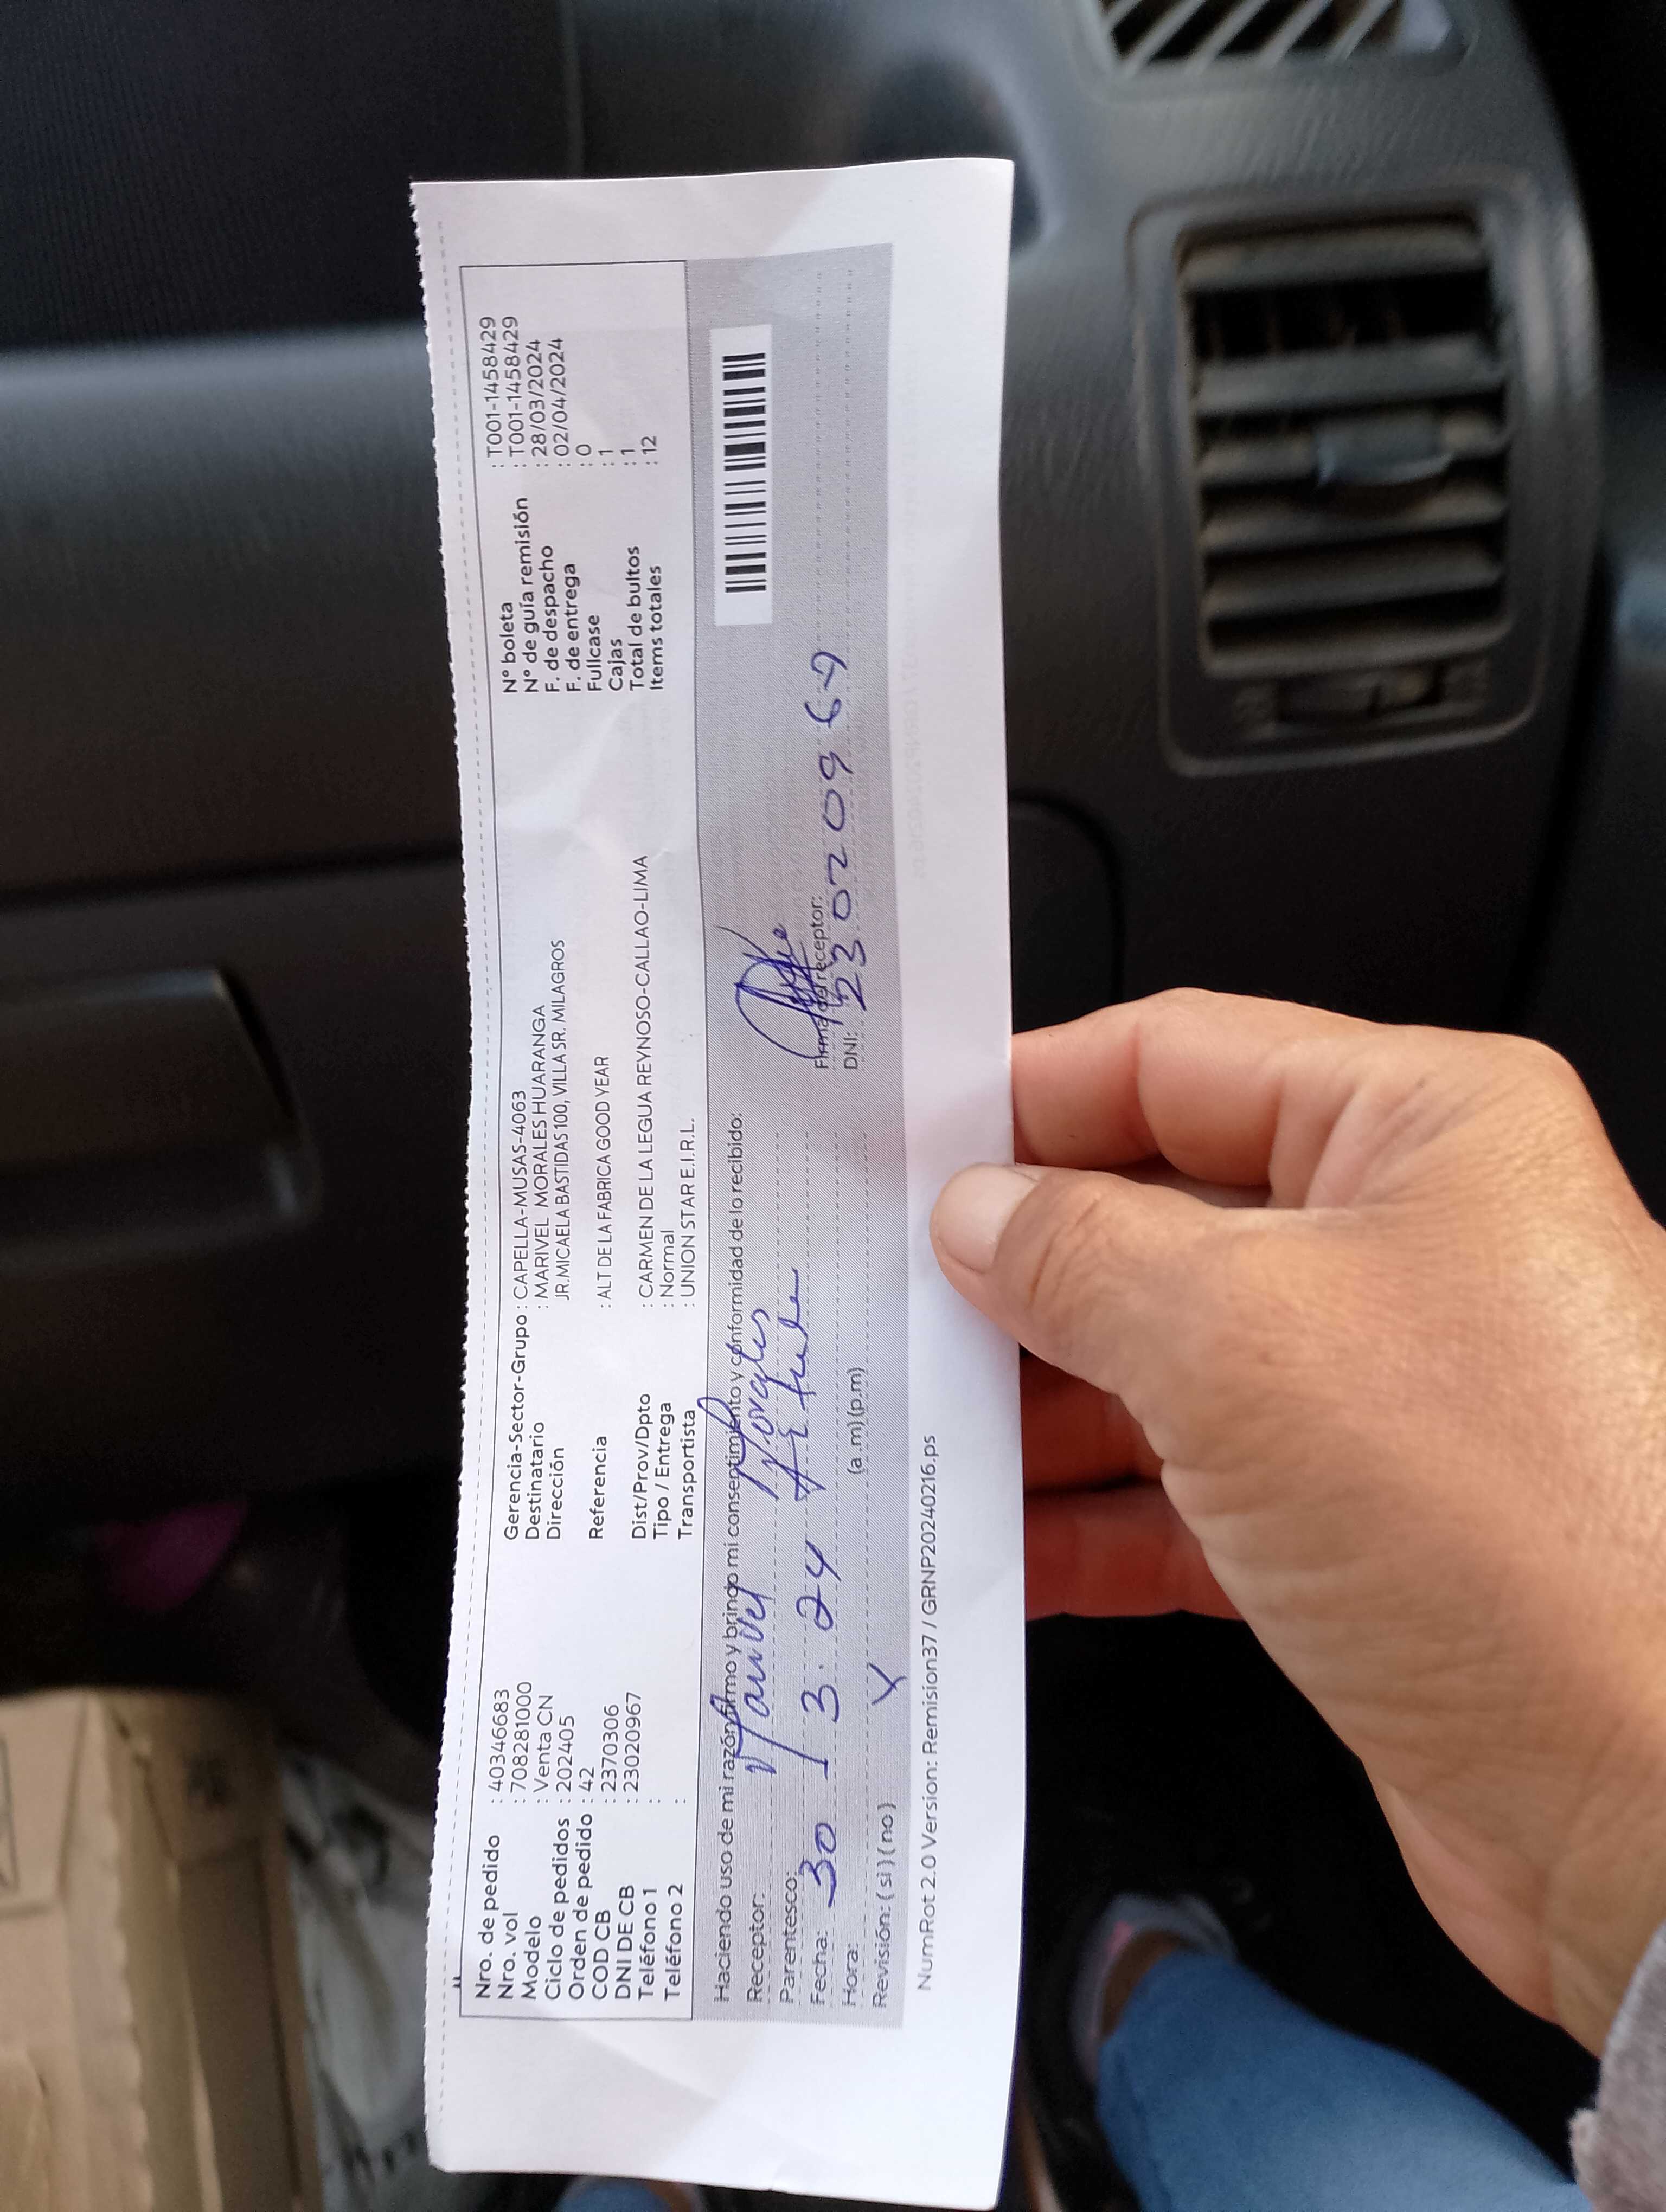 Nro. de pedido : 40346683
Nro. vol : 708281000
Modelo : Venta CN
Ciclo de pedidos : 202405
Orden de pedido : 42
COD CB : 2370306
DNI DE CB : 23020967
Teléfono 1 :
Teléfono 2 :
Gerencia-Sector-Grupo : CAPELLA-MUSAS-4063
Destinatario : MARIVEL MORALES HUARANGA
Dirección JR.MICAELA BASTIDAS 100, VILLA SR. MILAGROS
Referencia : ALT DE LA FABRICA GOOD YEAR
Dist/Prov/Dpto : CARMEN DE LA LEGUA REYNOSO-CALLAO-LIMA
Tipo / Entrega : Normal
Transportista : UNION STAR E.I.R.L.
N° boleta : T001-1458429
N° de guía remisión : T001-1458429
F. de despacho : 28/03/2024
F. de entrega : 02/04/2024
Fullcase : 0
Cajas : 1
Total de bultos : 1
Items totales : 12
Haciendo uso de mi razón firmo y brindo mi consentimiento y conformidad de lo recibido:
Receptor: Marivel Morales
Parentesco:
Fecha: 30 / 3. 24
Hora: (a.m) (p.m)
Revisión: ( si ) ( no )
Firma del receptor:
DNI: 23020967
NumRot 2.0 Version: Remision37 / GRNP20240216.ps